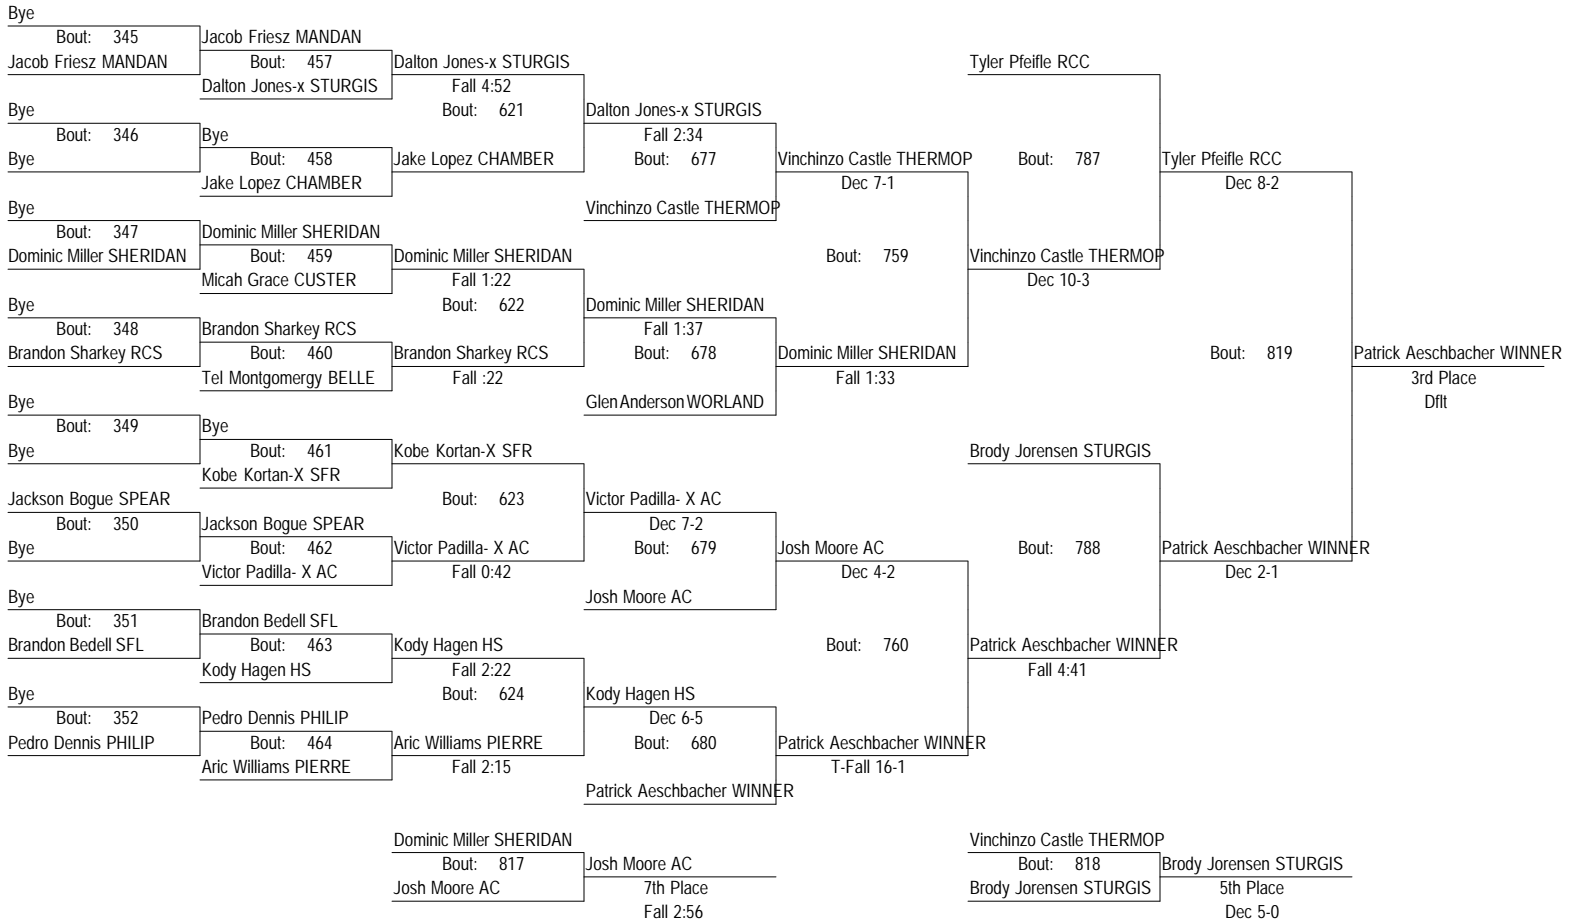 Bye
Bout: 345
Jacob Friesz MANDAN
Bye
Bout: 346
Bye
Bye
Bout: 347
Dominic Miller SHERIDAN
Bye
Bout: 348
Brandon Sharkey RCS
Bye
Bout: 349
Bye
Jackson Bogue SPEAR
Bout: 350
Bye
Bye
Bout: 351
Brandon Bedell SFL
Bye
Bout: 352
Pedro Dennis PHILIP
Jacob Friesz MANDAN
Bout: 457
Dalton Jones-x STURGIS
Bye
Bout: 458
Jake Lopez CHAMBER
Dominic Miller SHERIDAN
Bout: 459
Micah Grace CUSTER
Brandon Sharkey RCS
Bout: 460
Tel Montgomergy BELLE
Bye
Bout: 461
Kobe Kortan-X SFR
Jackson Bogue SPEAR
Bout: 462
Victor Padilla- X AC
Brandon Bedell SFL
Bout: 463
Kody Hagen HS
Pedro Dennis PHILIP
Bout: 464
Aric Williams PIERRE
Dalton Jones-x STURGIS
Fall 4:52
Bout: 621
Jake Lopez CHAMBER
Dominic Miller SHERIDAN
Fall 1:22
Bout: 622
Brandon Sharkey RCS
Fall :22
Kobe Kortan-X SFR
Bout: 623
Victor Padilla- X AC
Fall 0:42
Kody Hagen HS
Fall 2:22
Bout: 624
Aric Williams PIERRE
Fall 2:15
Dalton Jones-x STURGIS
Fall 2:34
Bout: 677
Vinchinzo Castle THERMOP
Dominic Miller SHERIDAN
Fall 1:37
Bout: 678
Glen Anderson WORLAND
Victor Padilla- X AC
Dec 7-2
Bout: 679
Josh Moore AC
Kody Hagen HS
Dec 6-5
Bout: 680
Patrick Aeschbacher WINNER
Vinchinzo Castle THERMOP
Dec 7-1
Bout: 759
Dominic Miller SHERIDAN
Fall 1:33
Josh Moore AC
Dec 4-2
Bout: 760
Patrick Aeschbacher WINNER
T-Fall 16-1
Tyler Pfeifle RCC
Bout: 787
Vinchinzo Castle THERMOP
Dec 10-3
Brody Jorensen STURGIS
Bout: 788
Patrick Aeschbacher WINNER
Fall 4:41
Tyler Pfeifle RCC
Dec 8-2
Bout: 819
Patrick Aeschbacher WINNER
Dec 2-1
Patrick Aeschbacher WINNER
3rd Place
Dflt
Dominic Miller SHERIDAN
Bout: 817
Josh Moore AC
Josh Moore AC
7th Place
Fall 2:56
Vinchinzo Castle THERMOP
Bout: 818
Brody Jorensen STURGIS
Brody Jorensen STURGIS
5th Place
Dec 5-0